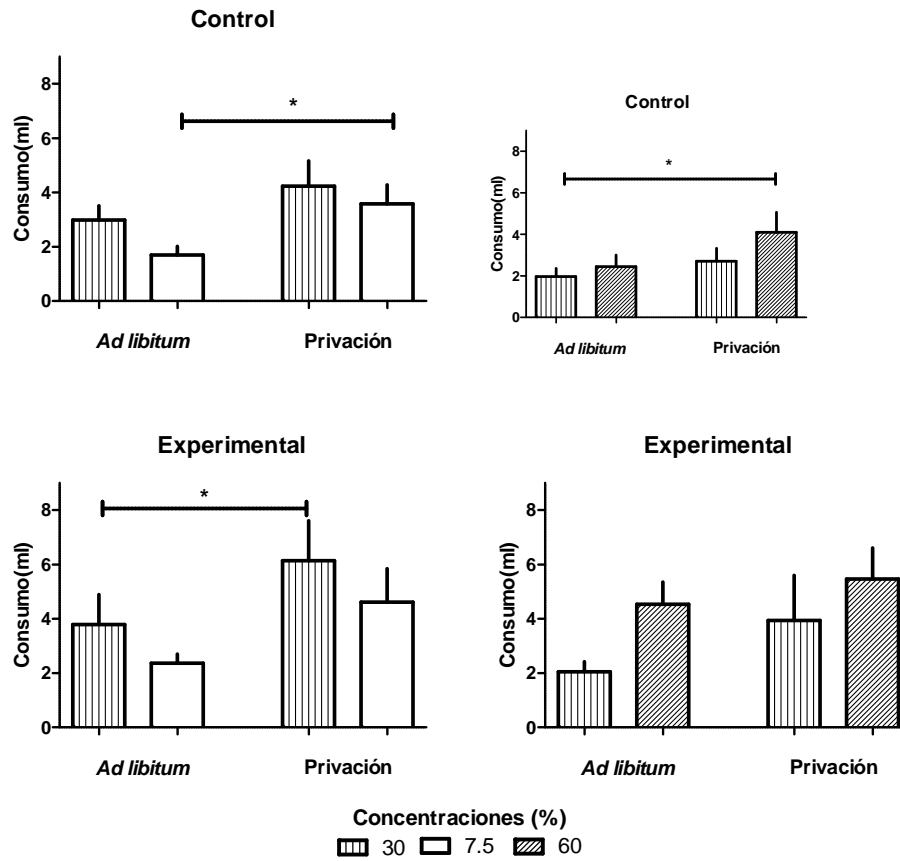 Control
8
6
4
2
0
Consumo(ml)
*
Ad libitum
Privación
Control
8
6
4
2
0
Consumo(ml)
*
Ad libitum
Privación
Experimental
8
6
4
2
0
Consumo(ml)
*
Ad libitum
Privación
Experimental
8
6
4
2
0
Consumo(ml)
Ad libitum
Privación
Concentraciones (%)
30 7.5 60